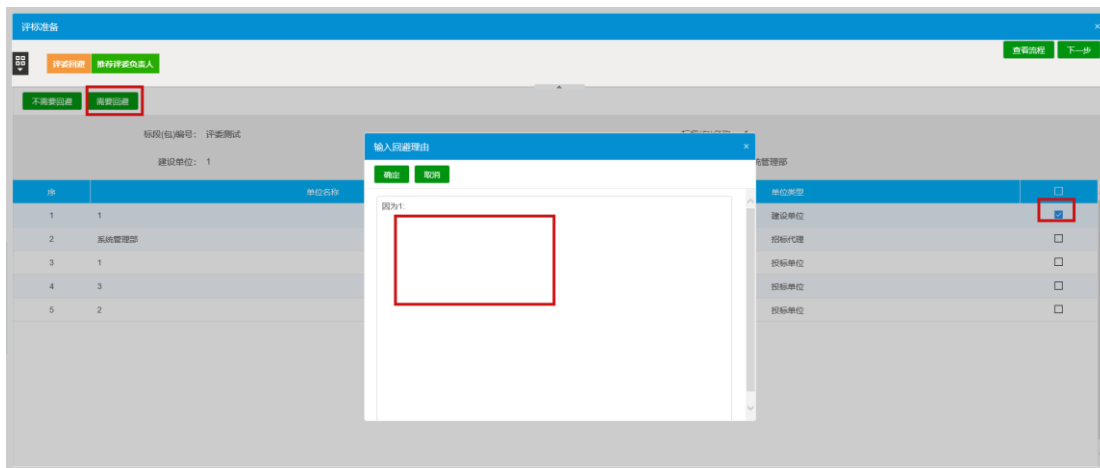 评标准备 ×
评委回避 推荐评委负责人 查看流程 下一步
不需要回避 需要回避
标段(包)编号: 评委测试
建设单位: 1 统管理部
输入回避理由 ×
确定 取消
因为1:
序 单位名称 单位类型
1 1 建设单位
2 系统管理部 招标代理
3 1 投标单位
4 3 投标单位
5 2 投标单位